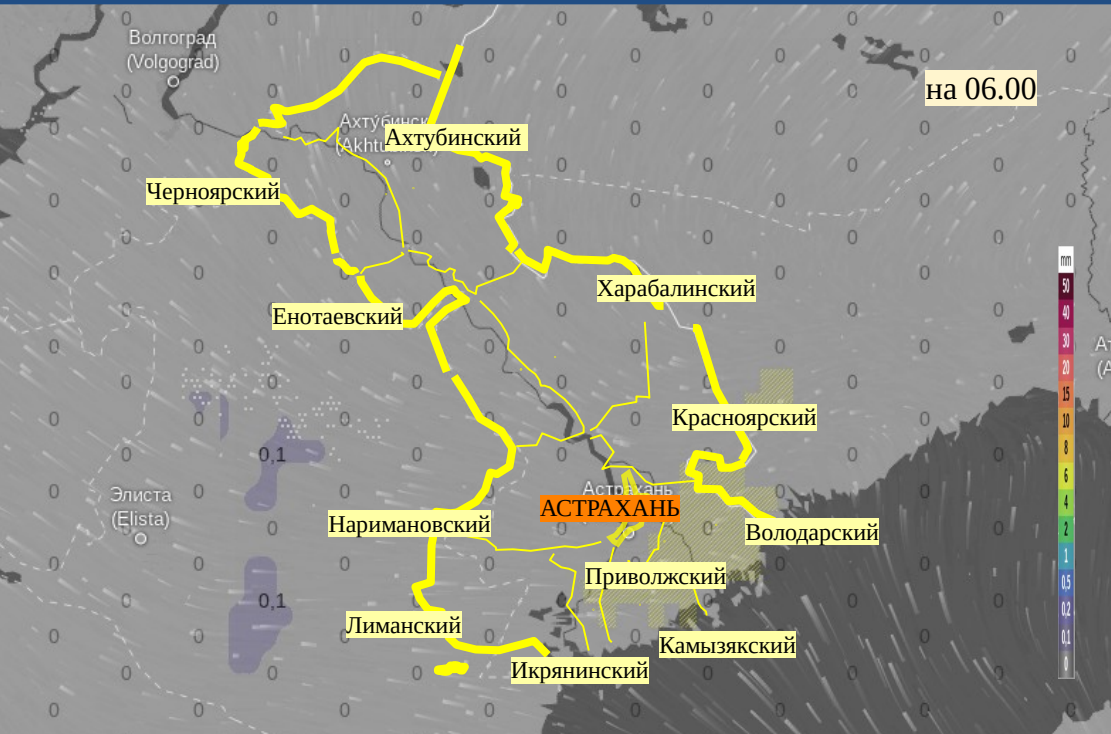 Волгоград
(Volgograd)
на 06.00
Ахтубинск
Ахтубинский
Черноярский
mm
50
40
30
20
15
10
8
6
4
2
1
0,5
0,2
0,1
0
Харабалинский
Енотаевский
Красноярский
0,1
Элиста
(Elista)
Астрахань
АСТРАХАНЬ
Наримановский
Володарский
Приволжский
0,1
Лиманский
Камызякский
Икрянинский